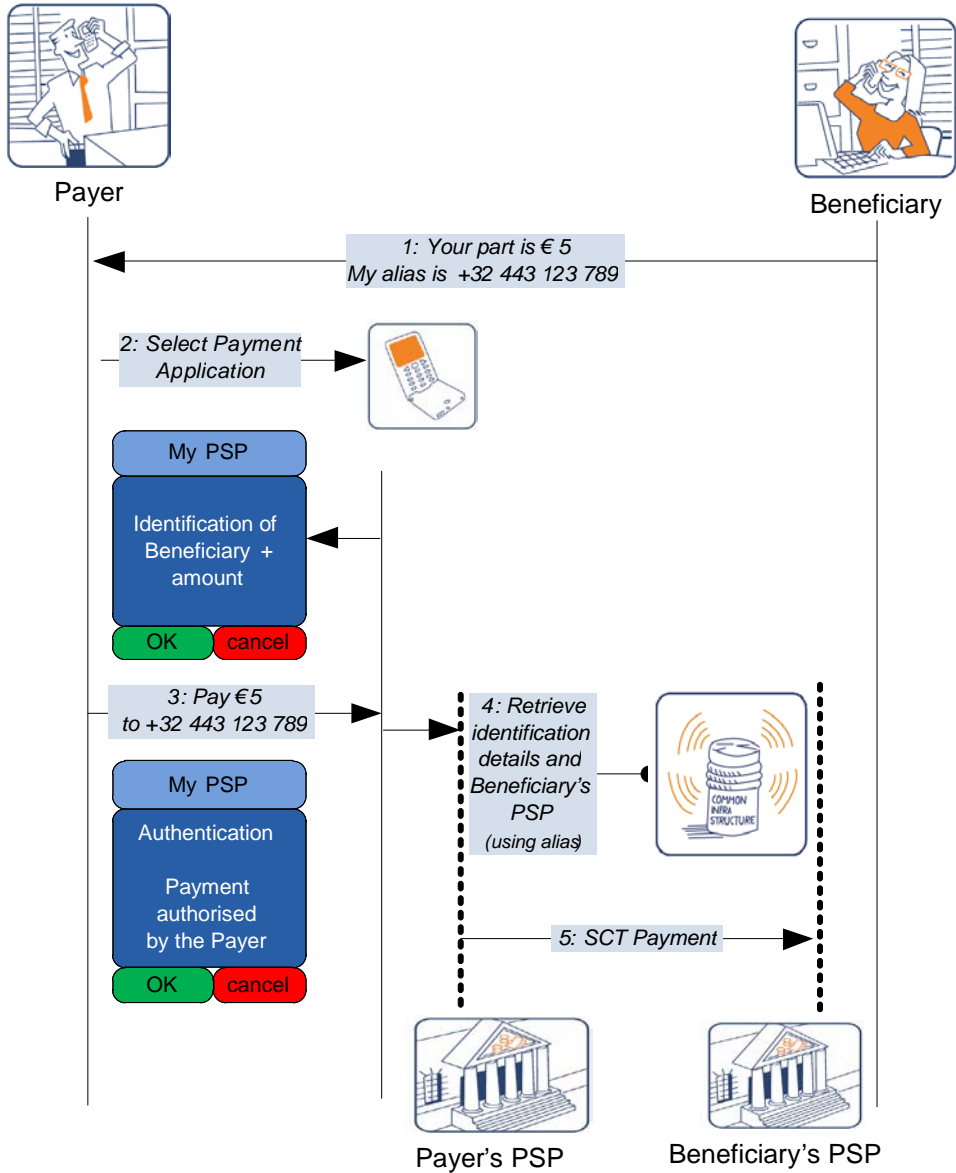 Payer
Beneficiary
1: Your part is € 5
My alias is +32 443 123 789
2: Select Payment
Application
My PSP
Identification of
Beneficiary +
amount
OK
cancel
3: Pay € 5
to +32 443 123 789
4: Retrieve
identification
details and
Beneficiary's
PSP
(using alias)
COMMON
INFRA
STRUCTURE
My PSP
Authentication
Payment
authorised
by the Payer
OK
cancel
5: SCT Payment
Payer's PSP
Beneficiary's PSP